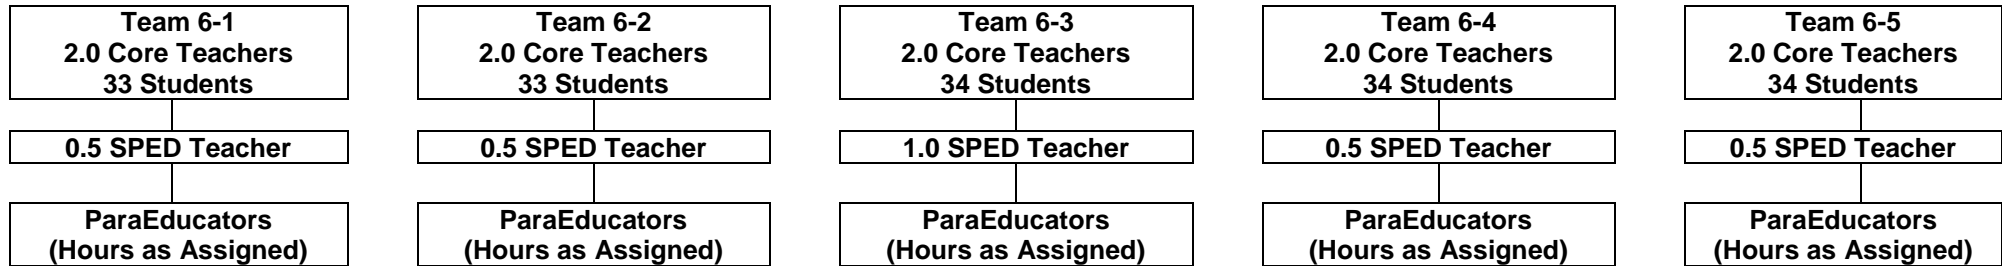 Team 6-1
2.0 Core Teachers
33 Students
0.5 SPED Teacher
ParaEducators
(Hours as Assigned)
Team 6-2
2.0 Core Teachers
33 Students
0.5 SPED Teacher
ParaEducators
(Hours as Assigned)
Team 6-3
2.0 Core Teachers
34 Students
1.0 SPED Teacher
ParaEducators
(Hours as Assigned)
Team 6-4
2.0 Core Teachers
34 Students
0.5 SPED Teacher
ParaEducators
(Hours as Assigned)
Team 6-5
2.0 Core Teachers
34 Students
0.5 SPED Teacher
ParaEducators
(Hours as Assigned)